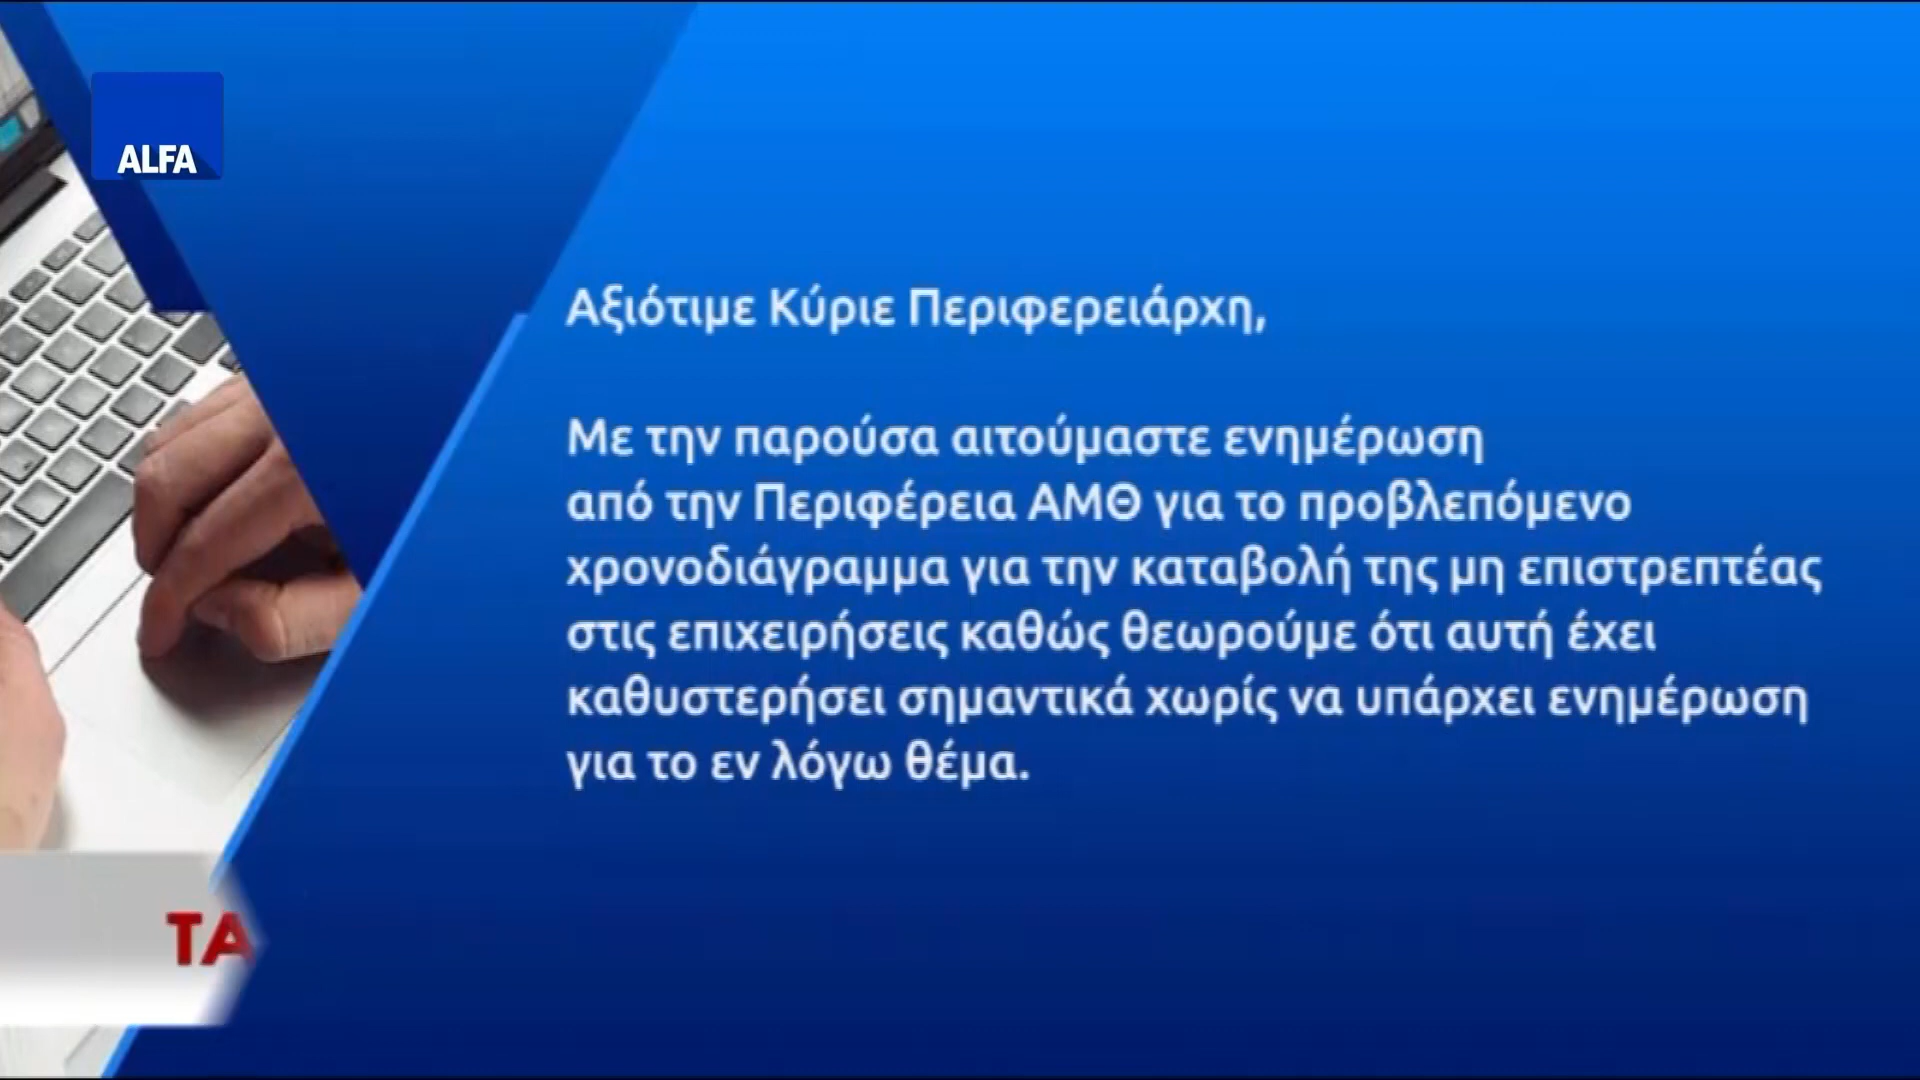 ALFA
Αξιότιμε Κύριε Περιφερειάρχη,
Με την παρούσα αιτούμαστε ενημέρωση
από την Περιφέρεια ΑΜΘ για το προβλεπόμενο
χρονοδιάγραμμα για την καταβολή της μη επιστρεπτέας
στις επιχειρήσεις καθώς θεωρούμε ότι αυτή έχει
καθυστερήσει σημαντικά χωρίς να υπάρχει ενημέρωση
για το εν λόγω θέμα.
ΤΑ